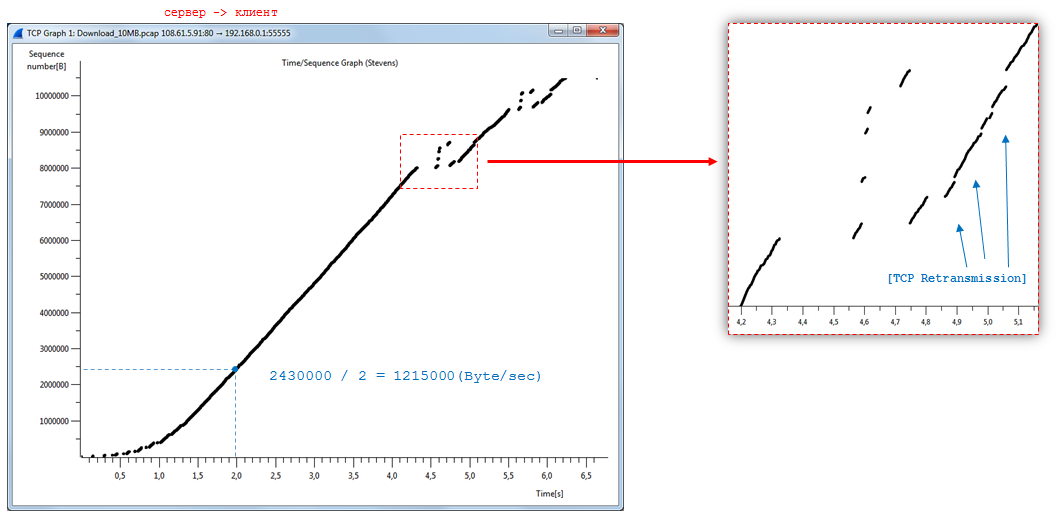 сервер -> клиент
TCP Graph 1: Download_10MB.pcap 108.61.5.91:80 → 192.168.0.1:55555
Sequence
number[B]
Time/Sequence Graph (Stevens)
10000000
9000000
8000000
7000000
6000000
5000000
4000000
3000000
2000000
1000000
2430000 / 2 = 1215000(Byte/sec)
0,5 1,0 1,5 2,0 2,5 3,0 3,5 4,0 4,5 5,0 5,5 6,0 6,5
Time[s]
[TCP Retransmission]
4,2 4,3 4,4 4,5 4,6 4,7 4,8 4,9 5,0 5,1